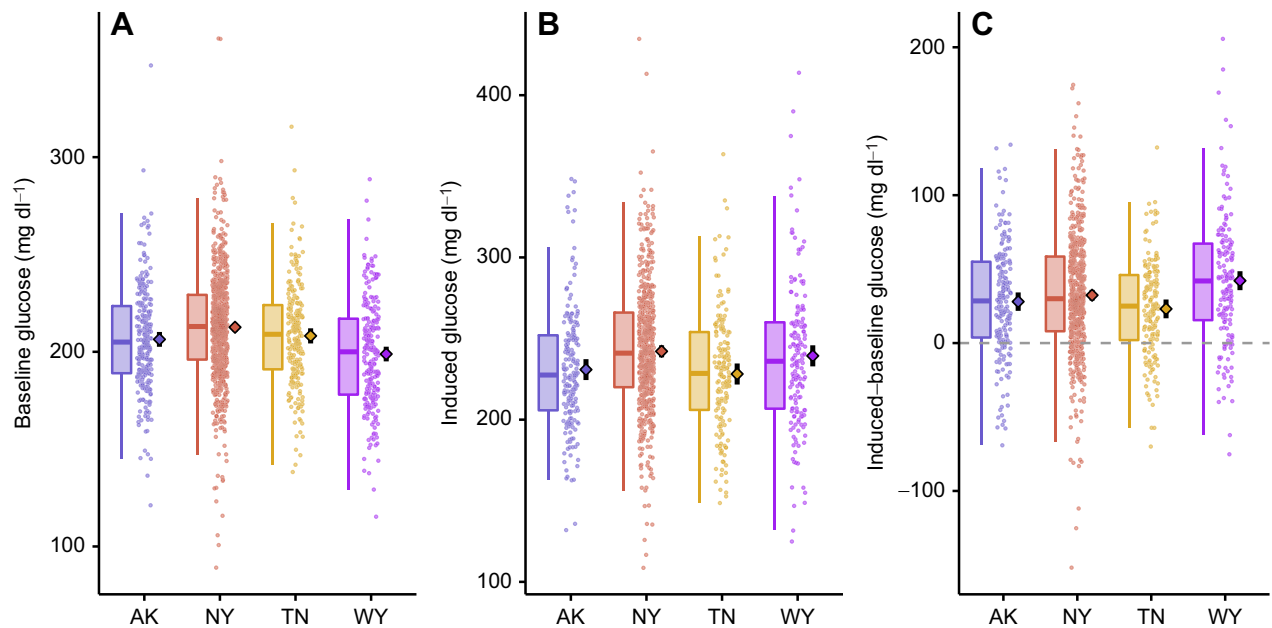 A
Baseline glucose (mg dl⁻¹)
300
200
100
AK NY TN WY
B
Induced glucose (mg dl⁻¹)
400
300
200
100
AK NY TN WY
C
Induced–baseline glucose (mg dl⁻¹)
200
100
0
–100
AK NY TN WY